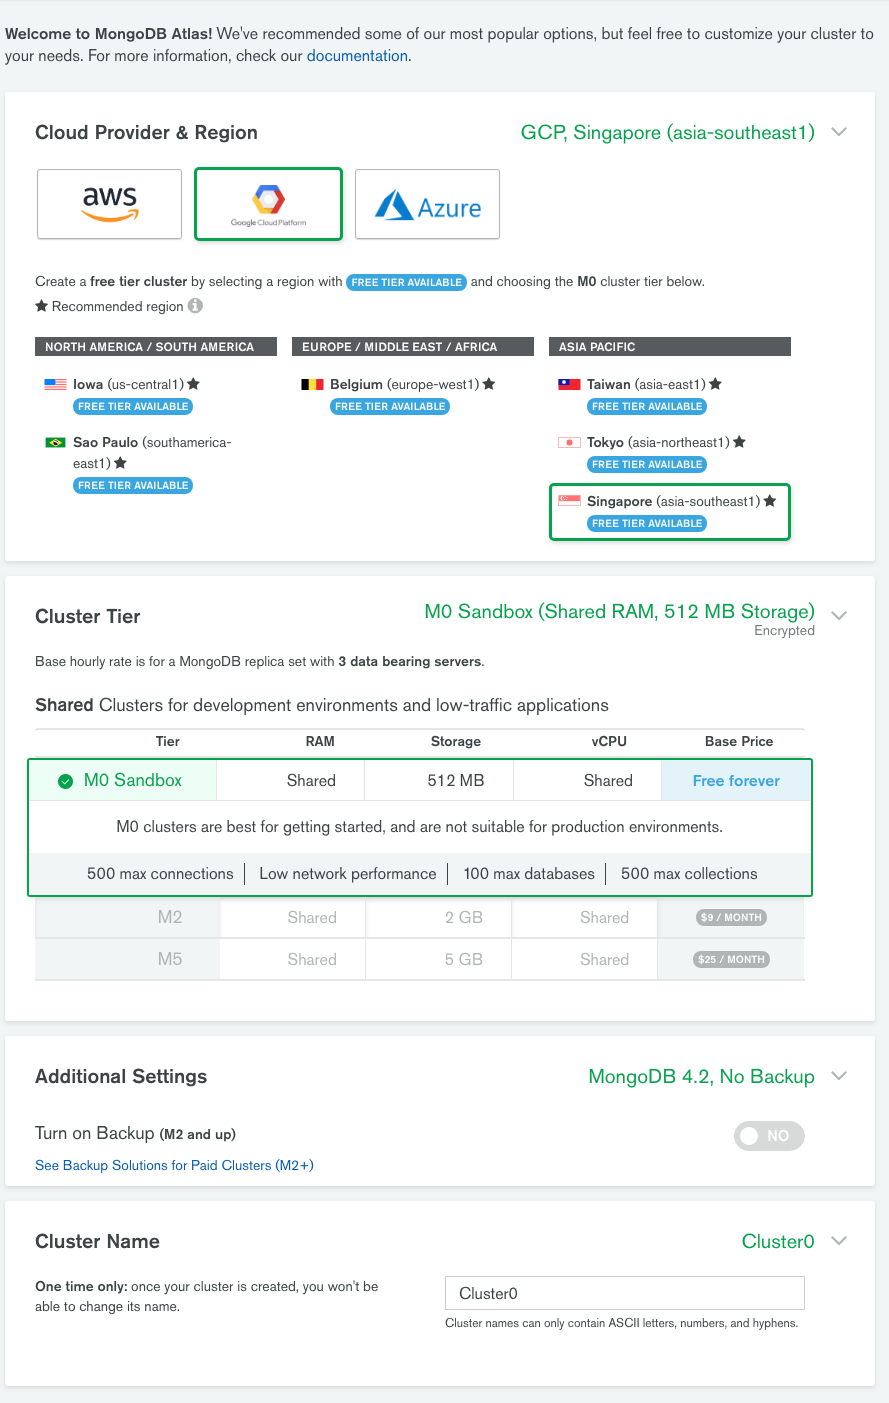 Welcome to MongoDB Atlas! We've recommended some of our most popular options, but feel free to customize your cluster to
your needs. For more information, check our documentation.
Cloud Provider & Region
GCP, Singapore (asia-southeast1)
aws
Google Cloud Platform
Azure
Create a free tier cluster by selecting a region with FREE TIER AVAILABLE and choosing the M0 cluster tier below.
★ Recommended region i
NORTH AMERICA / SOUTH AMERICA
Iowa (us-central1) ★
FREE TIER AVAILABLE
Sao Paulo (southamerica-
east1) ★
FREE TIER AVAILABLE
EUROPE / MIDDLE EAST / AFRICA
Belgium (europe-west1) ★
FREE TIER AVAILABLE
ASIA PACIFIC
Taiwan (asia-east1) ★
FREE TIER AVAILABLE
Tokyo (asia-northeast1) ★
FREE TIER AVAILABLE
Singapore (asia-southeast1) ★
FREE TIER AVAILABLE
Cluster Tier
M0 Sandbox (Shared RAM, 512 MB Storage)
Encrypted
Base hourly rate is for a MongoDB replica set with 3 data bearing servers.
Shared Clusters for development environments and low-traffic applications
Tier RAM Storage vCPU Base Price
M0 Sandbox Shared 512 MB Shared Free forever
M0 clusters are best for getting started, and are not suitable for production environments.
500 max connections | Low network performance | 100 max databases | 500 max collections
M2 Shared 2 GB Shared $9 / MONTH
M5 Shared 5 GB Shared $25 / MONTH
Additional Settings
MongoDB 4.2, No Backup
Turn on Backup (M2 and up)
NO
See Backup Solutions for Paid Clusters (M2+)
Cluster Name
Cluster0
One time only: once your cluster is created, you won't be
able to change its name.
Cluster0
Cluster names can only contain ASCII letters, numbers, and hyphens.